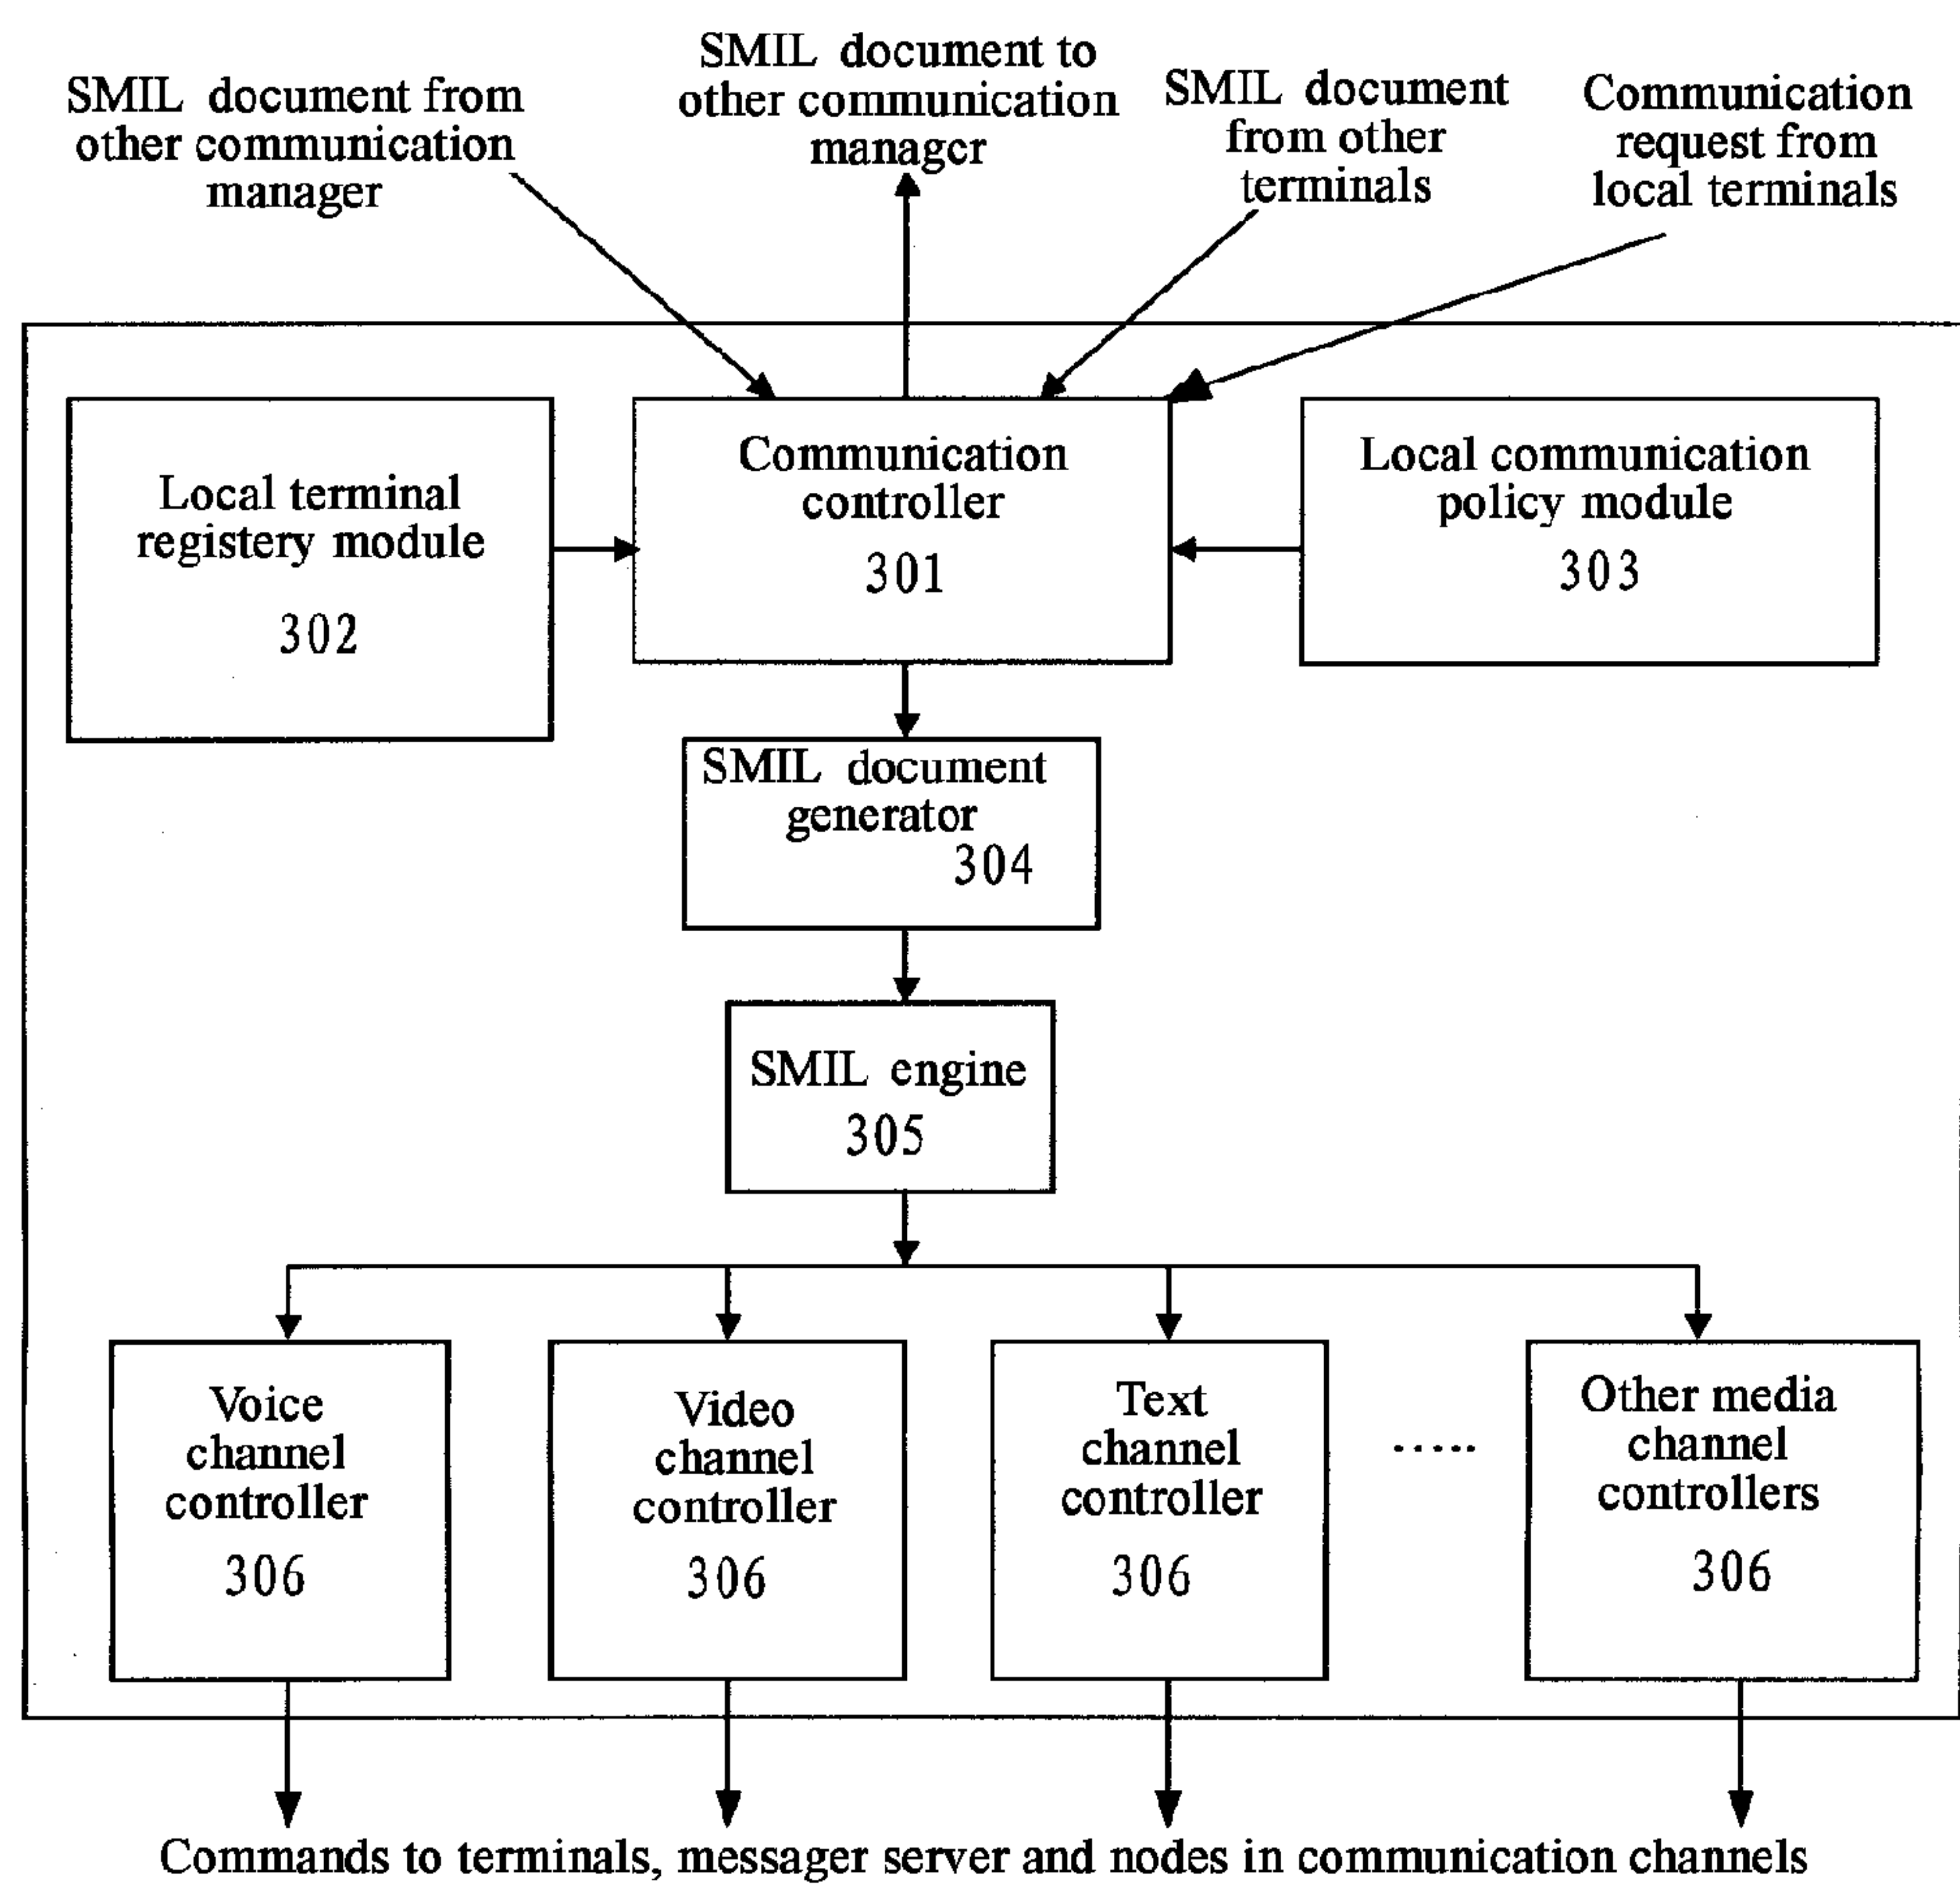 SMIL document from
other communication
manager
SMIL document to
other communication
manager
SMIL document
from other
terminals
Communication
request from
local terminals
Local terminal
registery module
302
Communication
controller
301
Local communication
policy module
303
SMIL document
generator
304
SMIL engine
305
Voice
channel
controller
306
Video
channel
controller
306
Text
channel
controller
306
.....
Other media
channel
controllers
306
Commands to terminals, messager server and nodes in communication channels